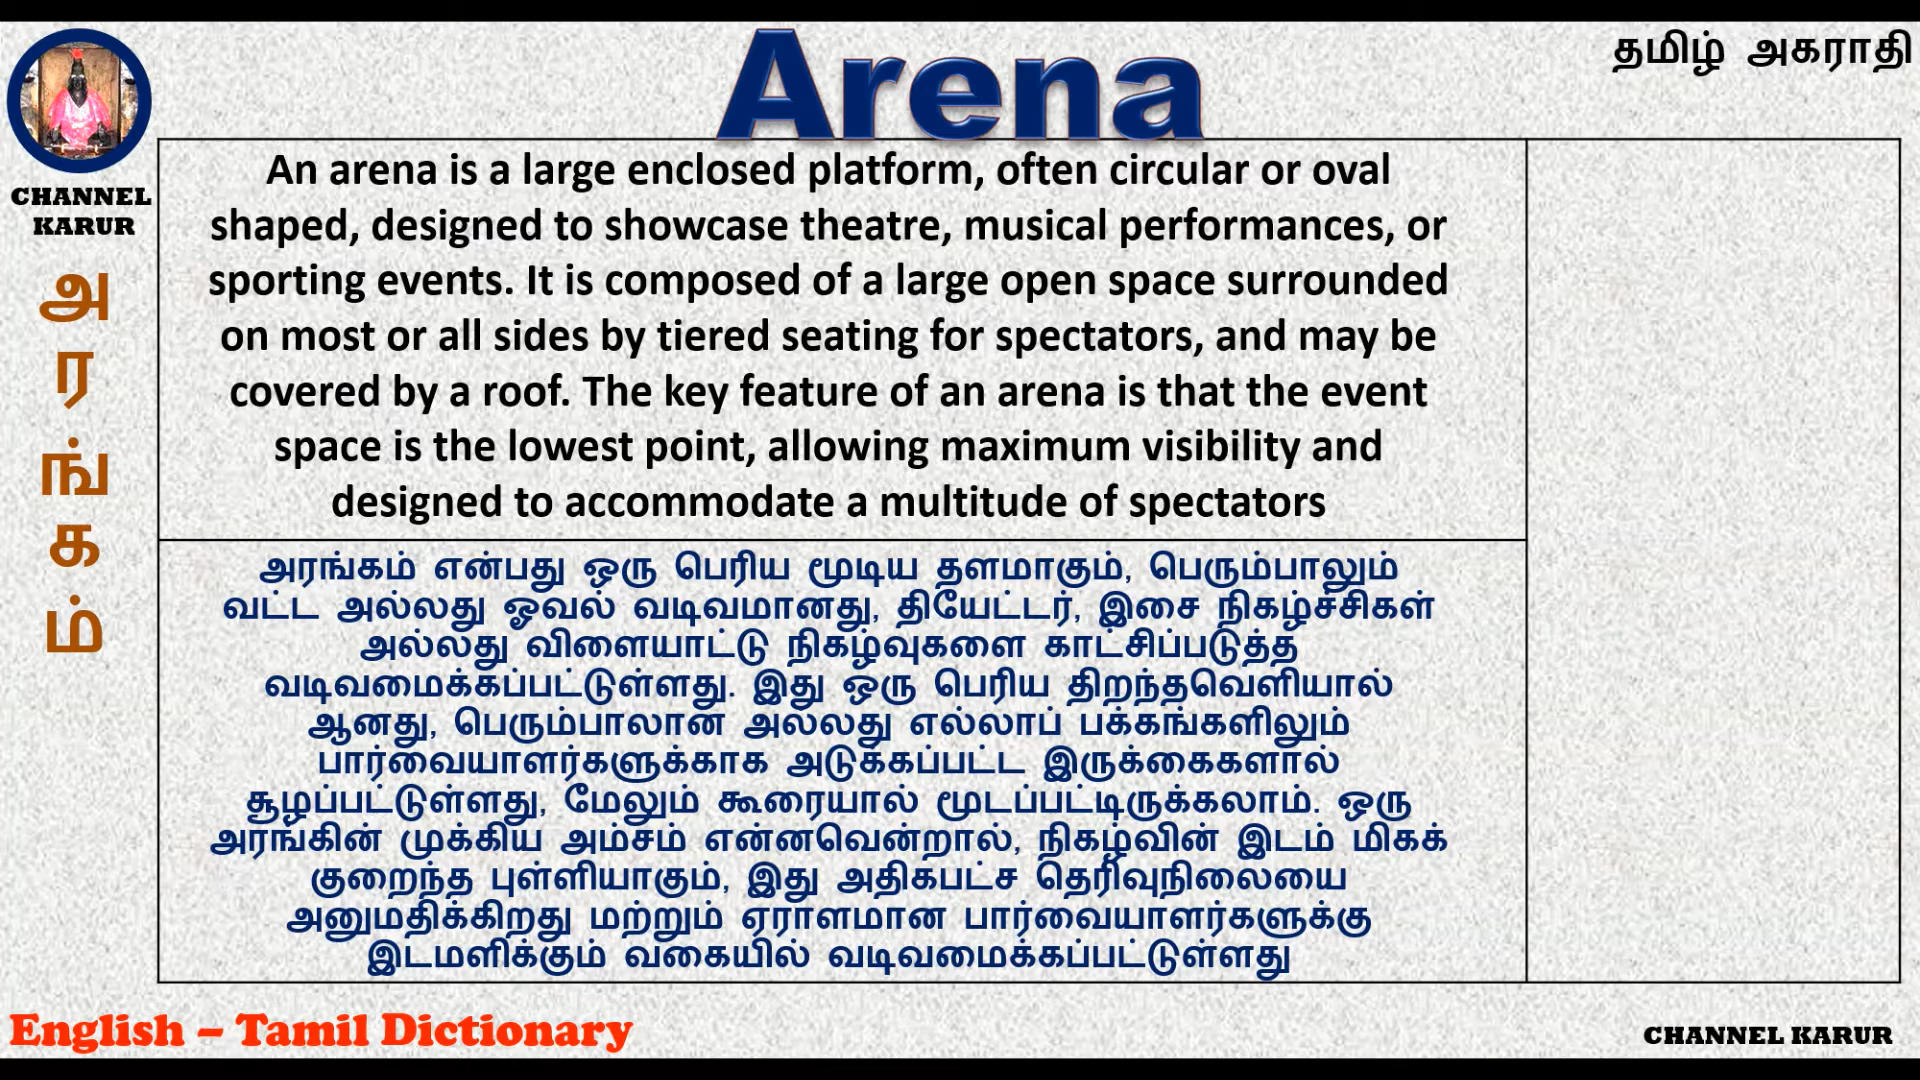 Arena
தமிழ் அகராதி
CHANNEL
KARUR
அ
ர
ங்
க
ம்
An arena is a large enclosed platform, often circular or oval
shaped, designed to showcase theatre, musical performances, or
sporting events. It is composed of a large open space surrounded
on most or all sides by tiered seating for spectators, and may be
covered by a roof. The key feature of an arena is that the event
space is the lowest point, allowing maximum visibility and
designed to accommodate a multitude of spectators
அரங்கம் என்பது ஒரு பெரிய மூடிய தளமாகும், பெரும்பாலும்
வட்ட அல்லது ஓவல் வடிவமானது, தியேட்டர், இசை நிகழ்ச்சிகள்
அல்லது விளையாட்டு நிகழ்வுகளை காட்சிப்படுத்த
வடிவமைக்கப்பட்டுள்ளது. இது ஒரு பெரிய திறந்தவெளியால்
ஆனது, பெரும்பாலான அல்லது எல்லாப் பக்கங்களிலும்
பார்வையாளர்களுக்காக அடுக்கப்பட்ட இருக்கைகளால்
சூழப்பட்டுள்ளது, மேலும் கூரையால் மூடப்பட்டிருக்கலாம். ஒரு
அரங்கின் முக்கிய அம்சம் என்னவென்றால், நிகழ்வின் இடம் மிகக்
குறைந்த புள்ளியாகும், இது அதிகபட்ச தெரிவுநிலையை
அனுமதிக்கிறது மற்றும் ஏராளமான பார்வையாளர்களுக்கு
இடமளிக்கும் வகையில் வடிவமைக்கப்பட்டுள்ளது
English – Tamil Dictionary
CHANNEL KARUR